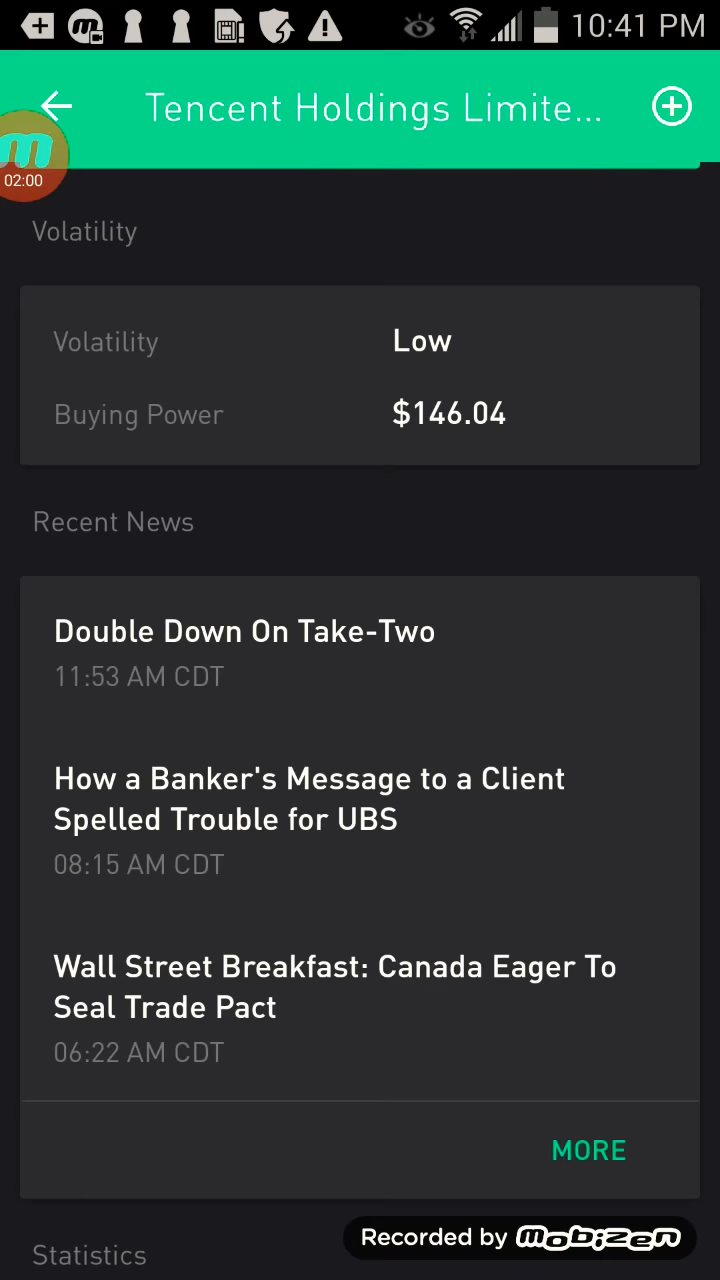 10:41 PM
Tencent Holdings Limite...
02:00
Volatility
Volatility Low
Buying Power $146.04
Recent News
Double Down On Take-Two
11:53 AM CDT
How a Banker's Message to a Client
Spelled Trouble for UBS
08:15 AM CDT
Wall Street Breakfast: Canada Eager To
Seal Trade Pact
06:22 AM CDT
MORE
Statistics
Recorded by mobizen